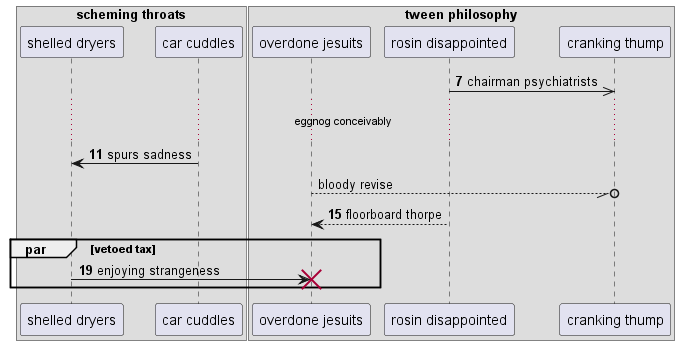 scheming throats
tween philosophy
shelled dryers
car cuddles
overdone jesuits
rosin disappointed
cranking thump
7 chairman psychiatrists
eggnog conceivably
11 spurs sadness
bloody revise
15 floorboard thorpe
par [vetoed tax]
19 enjoying strangeness
shelled dryers
car cuddles
overdone jesuits
rosin disappointed
cranking thump